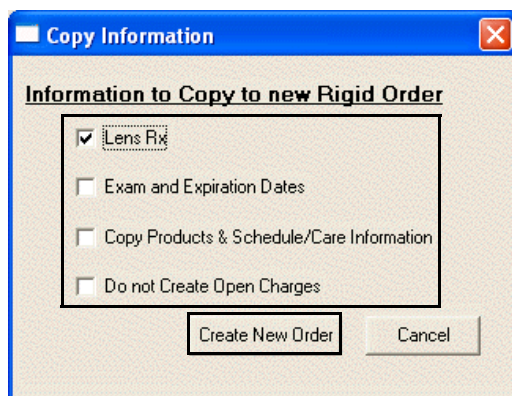 Copy Information
Information to Copy to new Rigid Order
Lens Rx
Exam and Expiration Dates
Copy Products & Schedule/Care Information
Do not Create Open Charges
Create New Order
Cancel